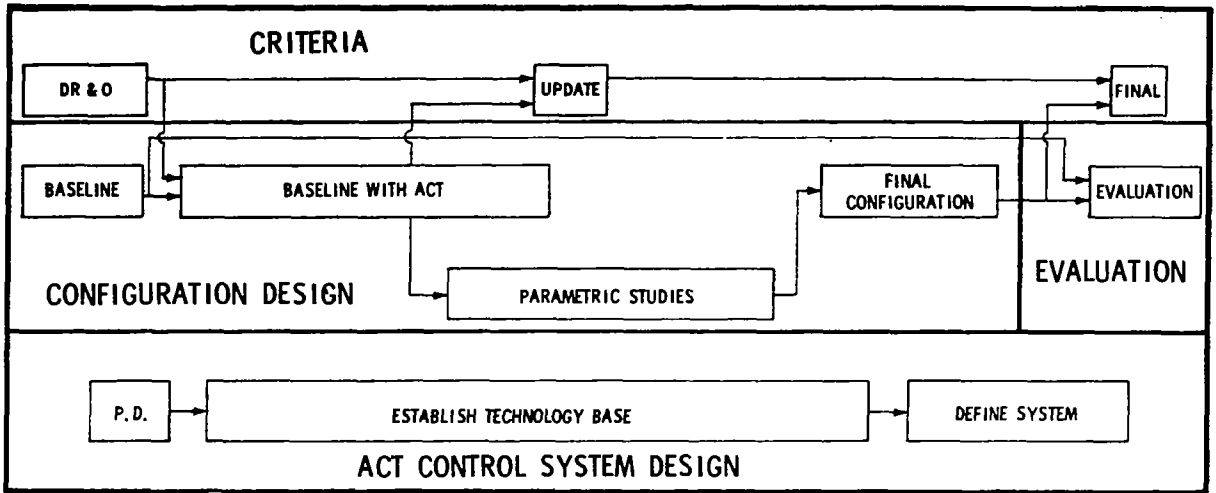 CRITERIA
DR & O
UPDATE
FINAL
BASELINE
BASELINE WITH ACT
FINAL
CONFIGURATION
EVALUATION
CONFIGURATION DESIGN
PARAMETRIC STUDIES
EVALUATION
P.D.
ESTABLISH TECHNOLOGY BASE
DEFINE SYSTEM
ACT CONTROL SYSTEM DESIGN